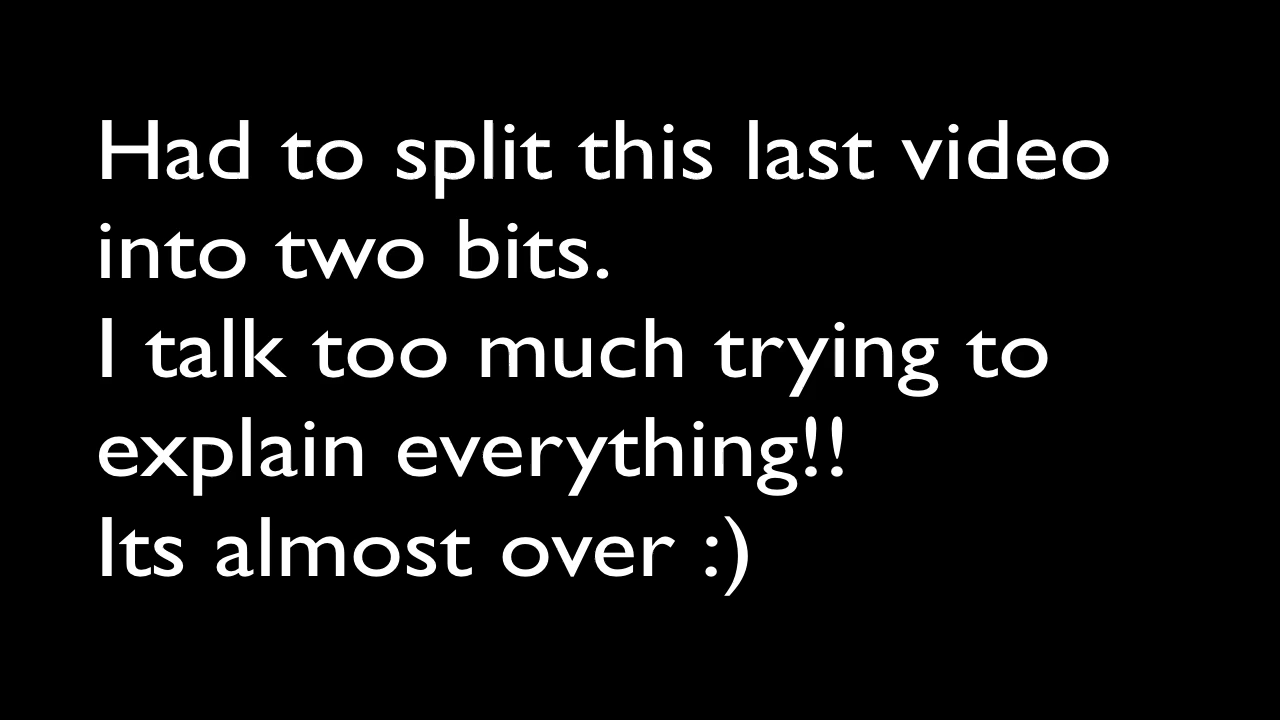 Had to split this last video
into two bits.
I talk too much trying to
explain everything!!
Its almost over :)